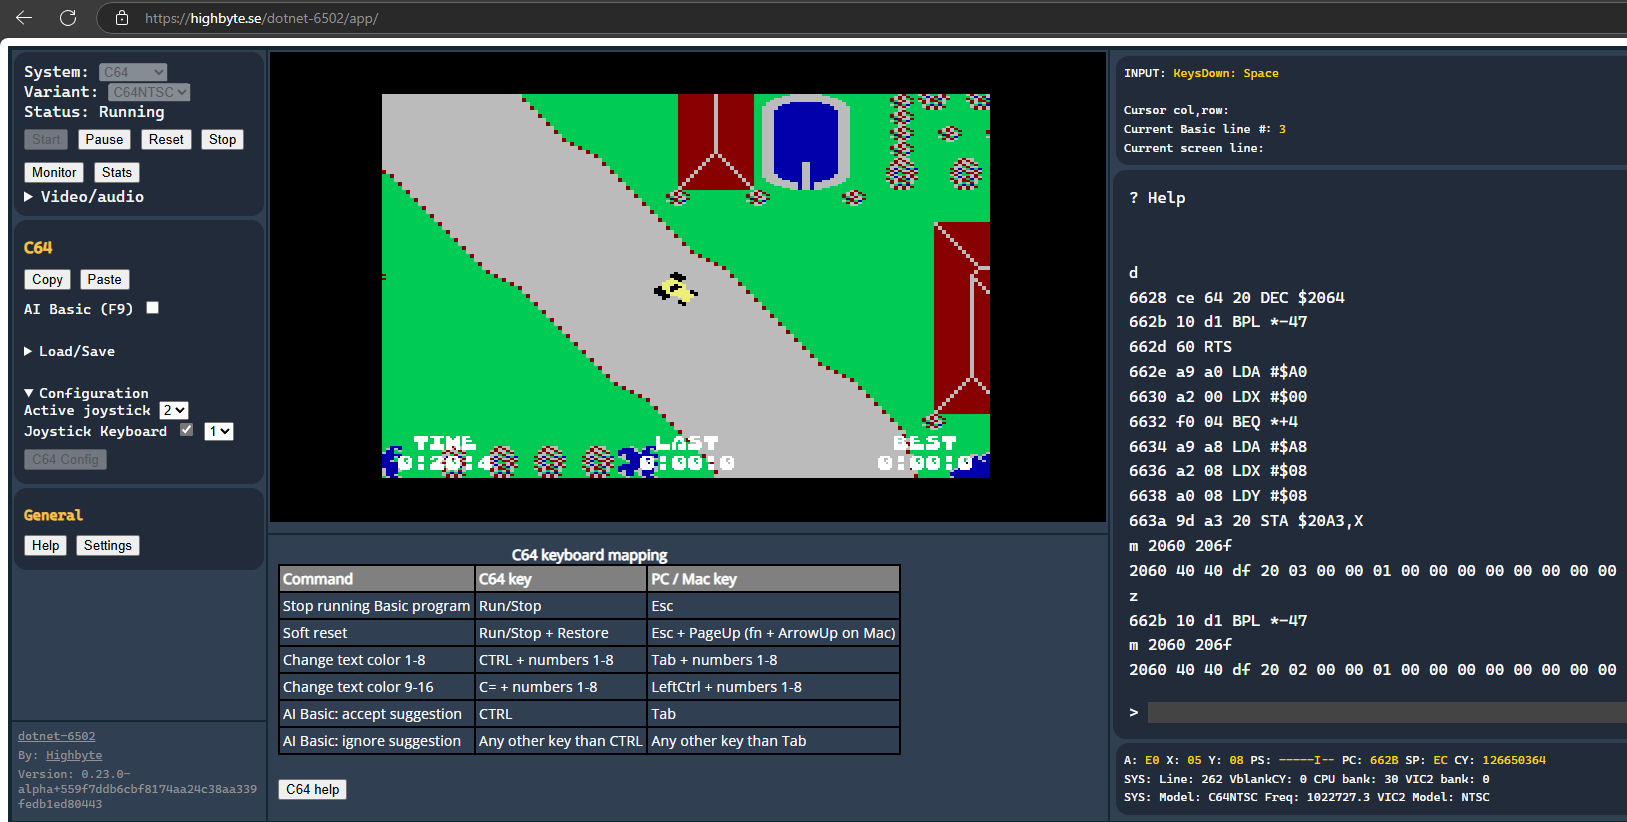 https://highbyte.se/dotnet-6502/app/
System: C64
Variant: C64NTSC
Status: Running
Start Pause Reset Stop
Monitor Stats
▶ Video/audio
C64
Copy Paste
AI Basic (F9)
▶ Load/Save
▼ Configuration
Active joystick 2
Joystick Keyboard 1
C64 Config
General
Help Settings
dotnet-6502
By: Highbyte
Version: 0.23.0-
alpha+559f7ddb6cbf8174aa24c38aa339
fedb1ed80443
TIME LAST BEST
0:20:4 0:00:0 0:00:0
C64 keyboard mapping
Command C64 key PC / Mac key
Stop running Basic program Run/Stop Esc
Soft reset Run/Stop + Restore Esc + PageUp (fn + ArrowUp on Mac)
Change text color 1-8 CTRL + numbers 1-8 Tab + numbers 1-8
Change text color 9-16 C= + numbers 1-8 LeftCtrl + numbers 1-8
AI Basic: accept suggestion CTRL Tab
AI Basic: ignore suggestion Any other key than CTRL Any other key than Tab
C64 help
INPUT: KeysDown: Space
Cursor col,row:
Current Basic line #: 3
Current screen line:
? Help
d
6628 ce 64 20 DEC $2064
662b 10 d1 BPL *-47
662d 60 RTS
662e a9 a0 LDA #$A0
6630 a2 00 LDX #$00
6632 f0 04 BEQ *+4
6634 a9 a8 LDA #$A8
6636 a2 08 LDX #$08
6638 a0 08 LDY #$08
663a 9d a3 20 STA $20A3,X
m 2060 206f
2060 40 40 df 20 03 00 00 01 00 00 00 00 00 00 00 00
z
662b 10 d1 BPL *-47
m 2060 206f
2060 40 40 df 20 02 00 00 01 00 00 00 00 00 00 00 00
>
A: E0 X: 05 Y: 08 PS: -----I-- PC: 662B SP: EC CY: 126650364
SYS: Line: 262 VblankCY: 0 CPU bank: 30 VIC2 bank: 0
SYS: Model: C64NTSC Freq: 1022727.3 VIC2 Model: NTSC